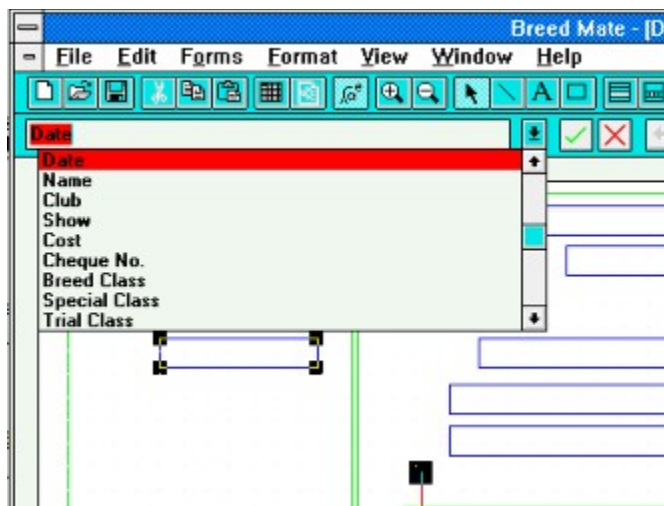 Breed Mate - [D
File Edit Forms Format View Window Help
A
Date
Date
Name
Club
Show
Cost
Cheque No.
Breed Class
Special Class
Trial Class